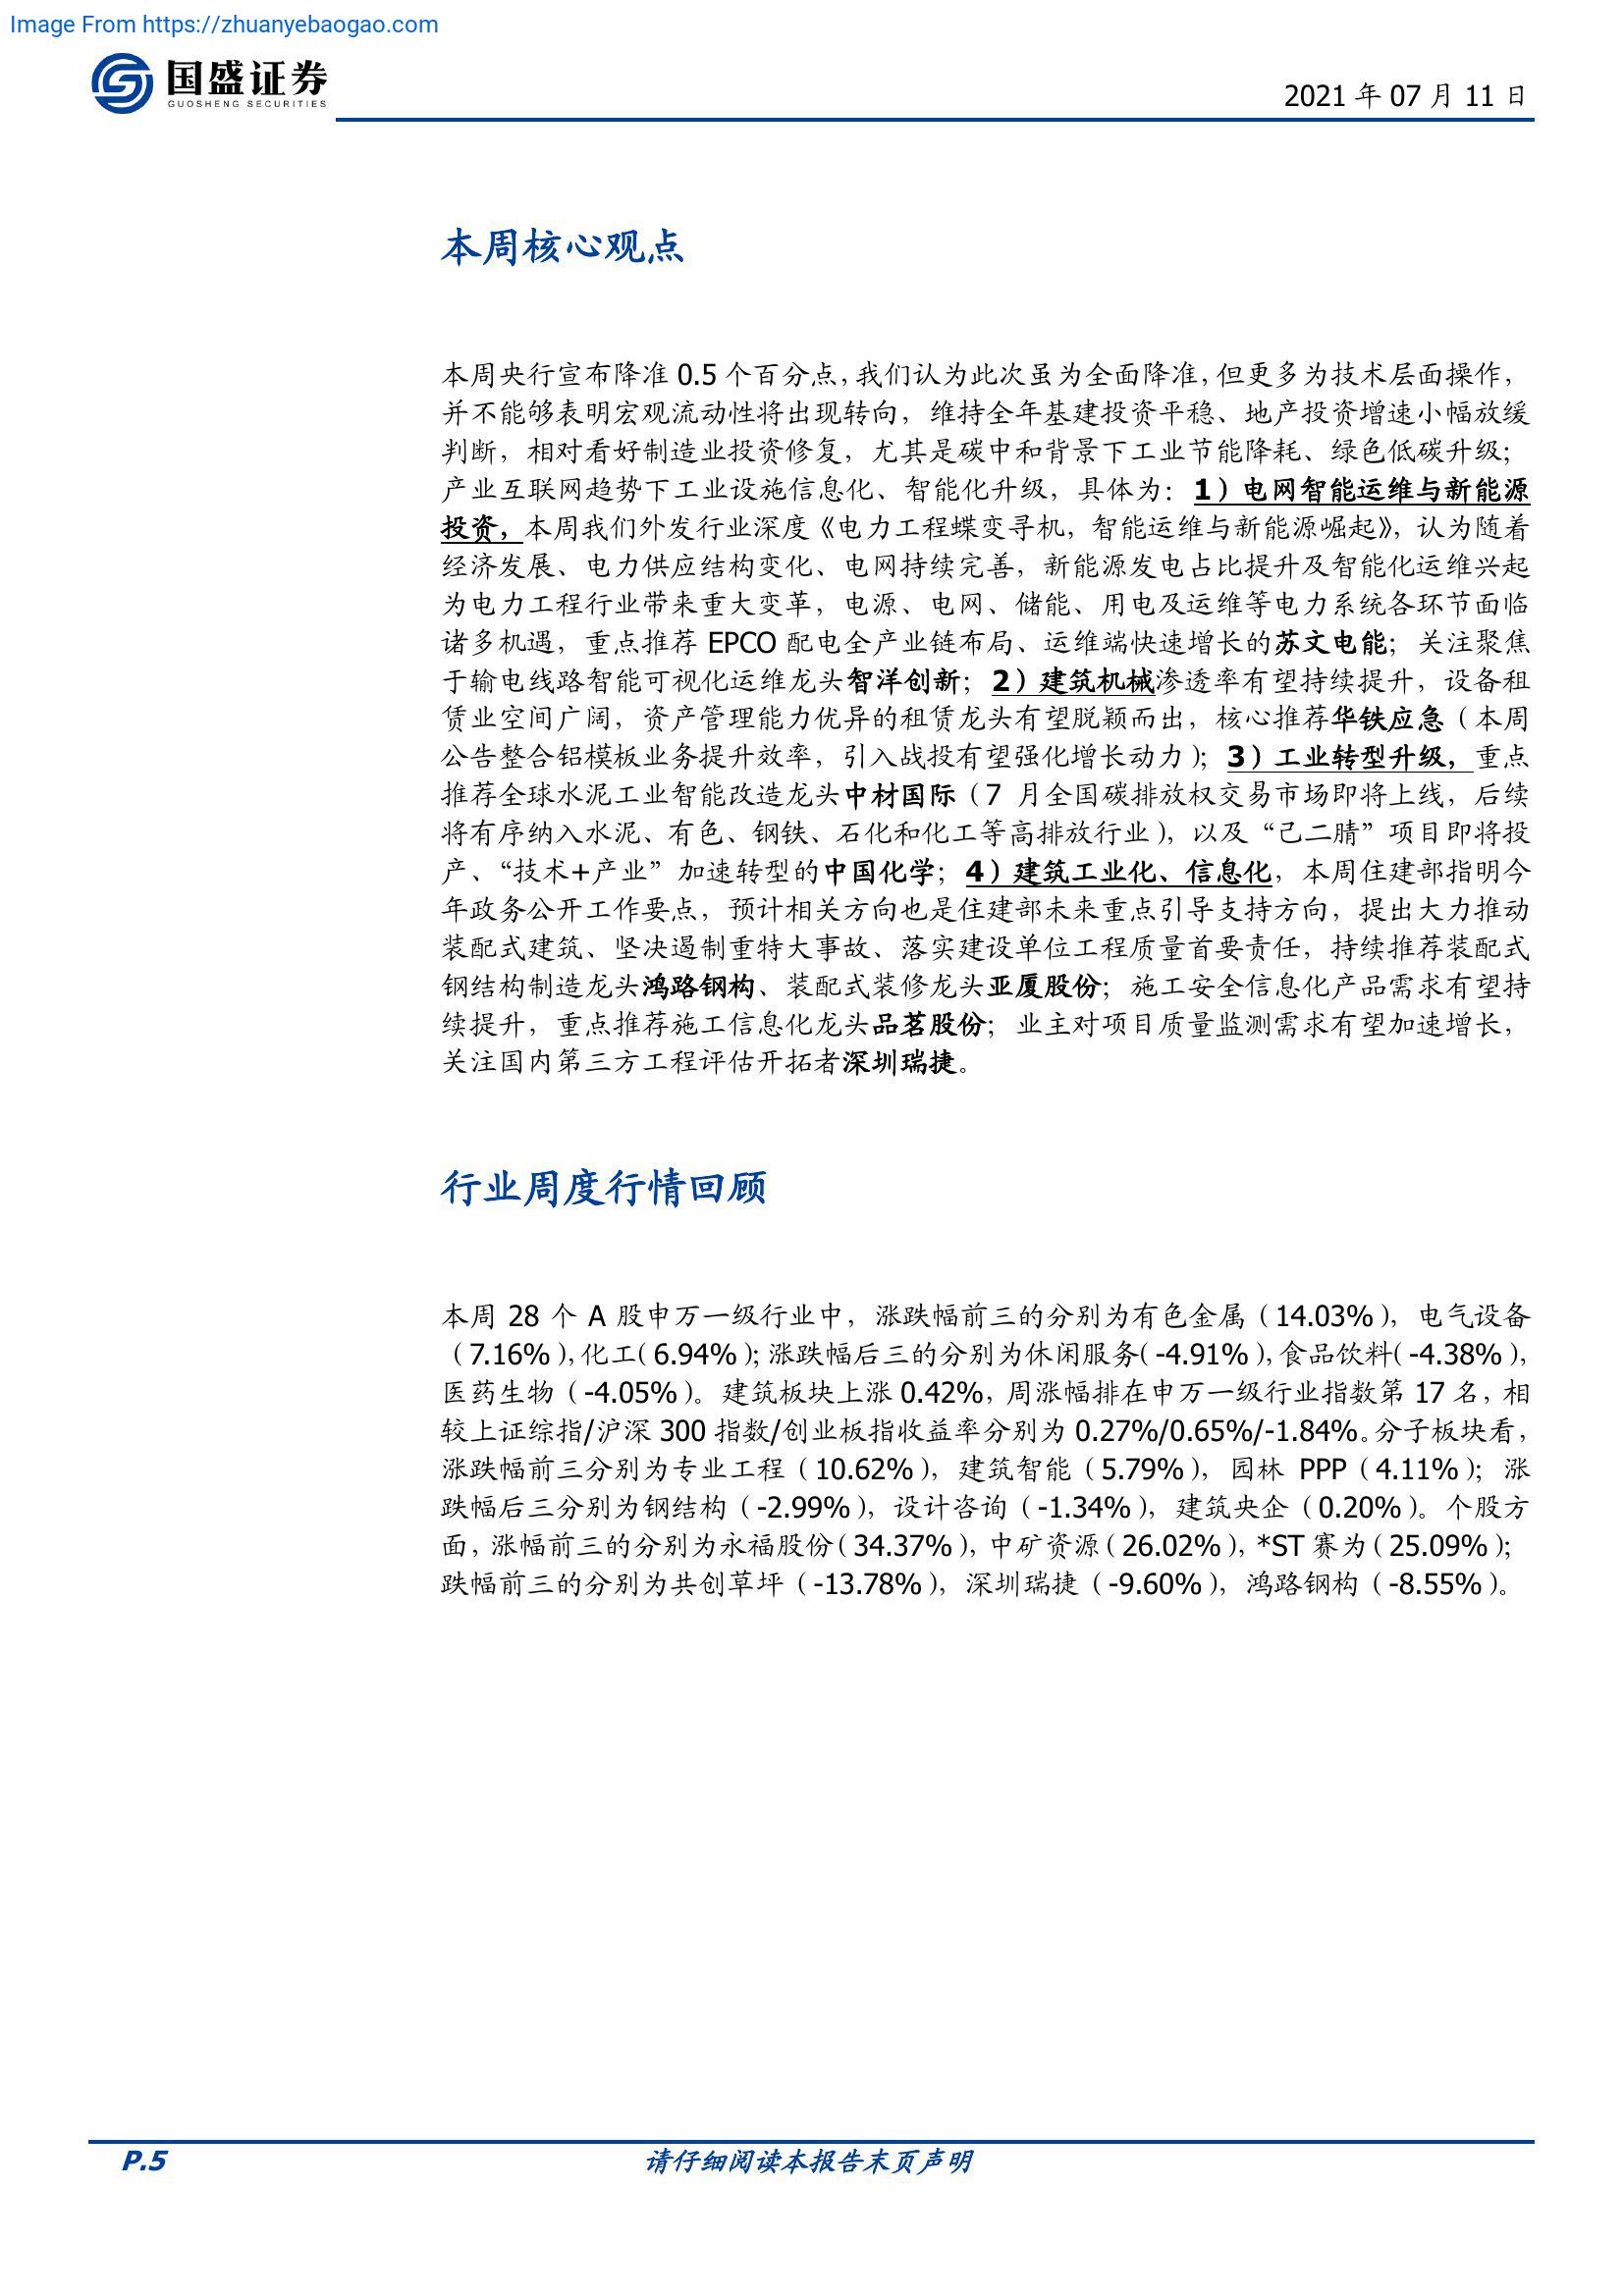 Image From https://zhuanyebaogao.com
国盛证券
GUOSHENG SECURITIES
2021 年 07 月 11 日
本周核心观点
本周央行宣布降准 0.5 个百分点，我们认为此次虽为全面降准，但更多为技术层面操作，
并不能够表明宏观流动性将出现转向，维持全年基建投资平稳、地产投资增速小幅放缓
判断，相对看好制造业投资修复，尤其是碳中和背景下工业节能降耗、绿色低碳升级；
产业互联网趋势下工业设施信息化、智能化升级，具体为：1）电网智能运维与新能源
投资，本周我们外发行业深度《电力工程蝶变寻机，智能运维与新能源崛起》，认为随着
经济发展、电力供应结构变化、电网持续完善，新能源发电占比提升及智能化运维兴起
为电力工程行业带来重大变革，电源、电网、储能、用电及运维等电力系统各环节面临
诸多机遇，重点推荐 EPCO 配电全产业链布局、运维端快速增长的苏文电能；关注聚焦
于输电线路智能可视化运维龙头智洋创新；2）建筑机械渗透率有望持续提升，设备租
赁业空间广阔，资产管理能力优异的租赁龙头有望脱颖而出，核心推荐华铁应急（本周
公告整合铝模板业务提升效率，引入战投有望强化增长动力）；3）工业转型升级，重点
推荐全球水泥工业智能改造龙头中材国际（7 月全国碳排放权交易市场即将上线，后续
将有序纳入水泥、有色、钢铁、石化和化工等高排放行业），以及“己二腈”项目即将投
产、“技术+产业”加速转型的中国化学；4）建筑工业化、信息化，本周住建部指明今
年政务公开工作要点，预计相关方向也是住建部未来重点引导支持方向，提出大力推动
装配式建筑、坚决遏制重特大事故、落实建设单位工程质量首要责任，持续推荐装配式
钢结构制造龙头鸿路钢构、装配式装修龙头亚厦股份；施工安全信息化产品需求有望持
续提升，重点推荐施工信息化龙头品茗股份；业主对项目质量监测需求有望加速增长，
关注国内第三方工程评估开拓者深圳瑞捷。
行业周度行情回顾
本周 28 个 A 股申万一级行业中，涨跌幅前三的分别为有色金属（14.03%），电气设备
（7.16%），化工（6.94%）；涨跌幅后三的分别为休闲服务（-4.91%），食品饮料（-4.38%），
医药生物（-4.05%）。建筑板块上涨 0.42%，周涨幅排在申万一级行业指数第 17 名，相
较上证综指/沪深 300 指数/创业板指收益率分别为 0.27%/0.65%/-1.84%。分子板块看，
涨跌幅前三分别为专业工程（10.62%），建筑智能（5.79%），园林 PPP（4.11%）；涨
跌幅后三分别为钢结构（-2.99%），设计咨询（-1.34%），建筑央企（0.20%）。个股方
面，涨幅前三的分别为永福股份（34.37%），中矿资源（26.02%），*ST 赛为（25.09%）；
跌幅前三的分别为共创草坪（-13.78%），深圳瑞捷（-9.60%），鸿路钢构（-8.55%）。
P.5
请仔细阅读本报告末页声明